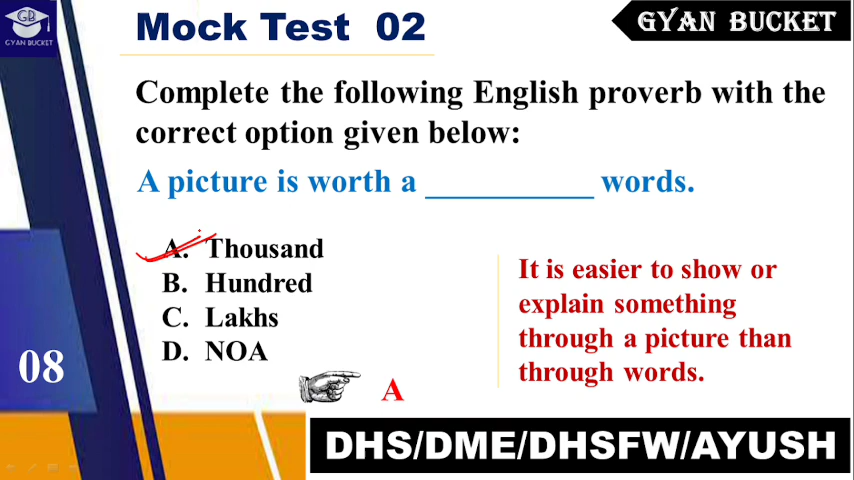 GB
GYAN BUCKET
Mock Test 02
GYAN BUCKET
Complete the following English proverb with the
correct option given below:
A picture is worth a __________ words.
A. Thousand
B. Hundred
C. Lakhs
D. NOA
It is easier to show or
explain something
through a picture than
through words.
08
A
DHS/DME/DHSFW/AYUSH